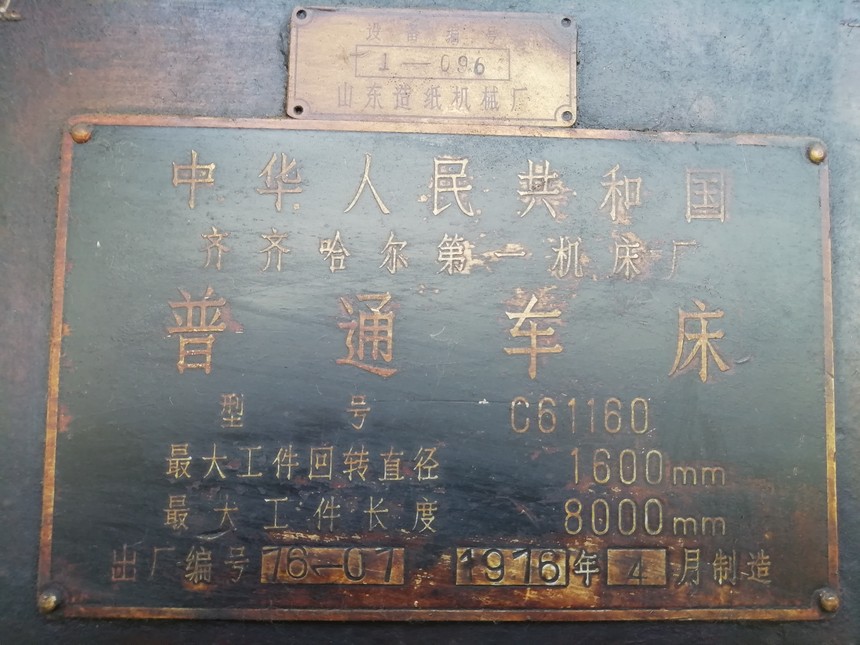 设备编号
1—096
山东造纸机械厂
中华人民共和国
齐齐哈尔第一机床厂
普通车床
型号 C61160
最大工件回转直径 1600mm
最大工件长度 8000mm
出厂编号 76—07 1976年 4 月制造